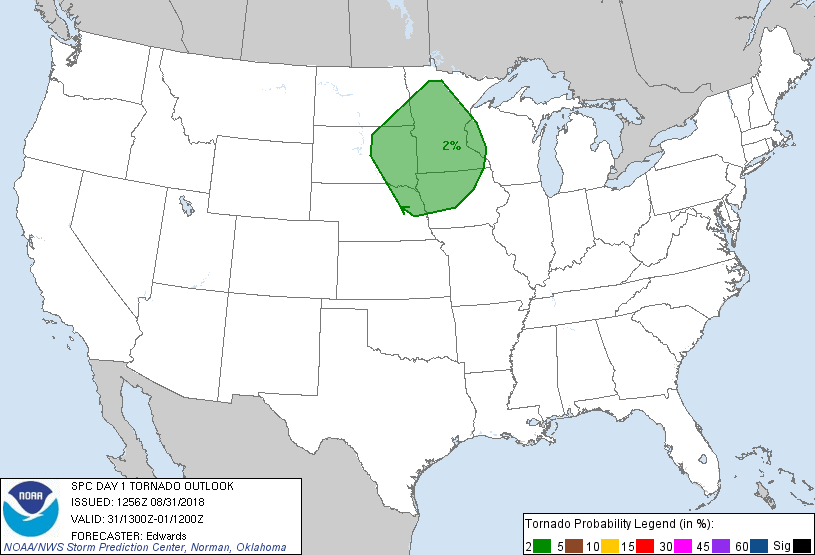 2%
NOAA
SPC DAY 1 TORNADO OUTLOOK
ISSUED: 1256Z 08/31/2018
VALID: 31/1300Z-01/1200Z
FORECASTER: Edwards
NOAA/NWS Storm Prediction Center, Norman, Oklahoma
Tornado Probability Legend (in %):
2 5 10 15 30 45 60 Sig